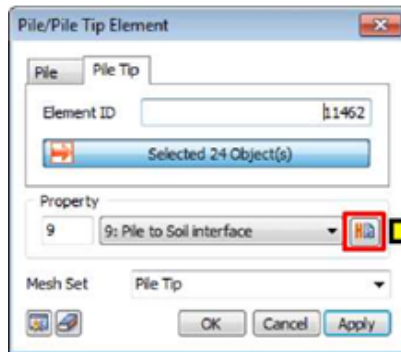 Pile/Pile Tip Element
Pile Pile Tip
Element ID 11462
Selected 24 Object(s)
Property
9 9: Pile to Soil interface
Mesh Set Pile Tip
OK Cancel Apply